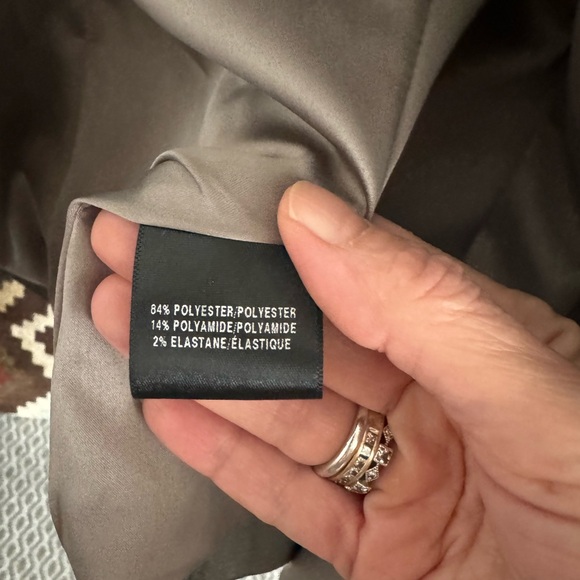 84% POLYESTER/POLYESTER
14% POLYAMIDE/POLYAMIDE
2% ELASTANE/ÉLASTIQUE